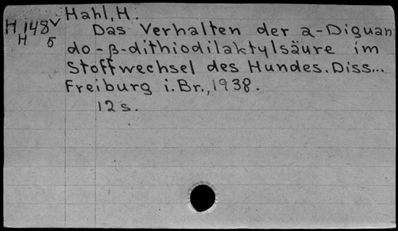 Hahl, H.
H 148v
H 5
Das Verhalten der a-Diguan
do-β-dithiodilaktylsäure im
Stoffwechsel des Hundes. Diss...
Freiburg i. Br., 1938.
12 s.